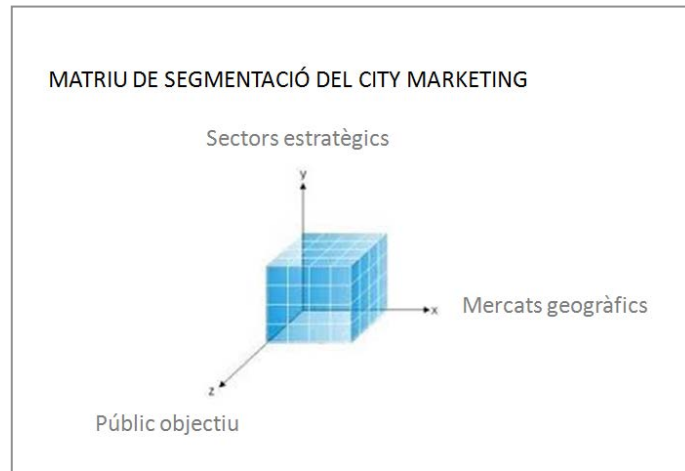 MATRIU DE SEGMENTACIÓ DEL CITY MARKETING
Sectors estratègics
y
x
Mercats geogràfics
z
Públic objectiu